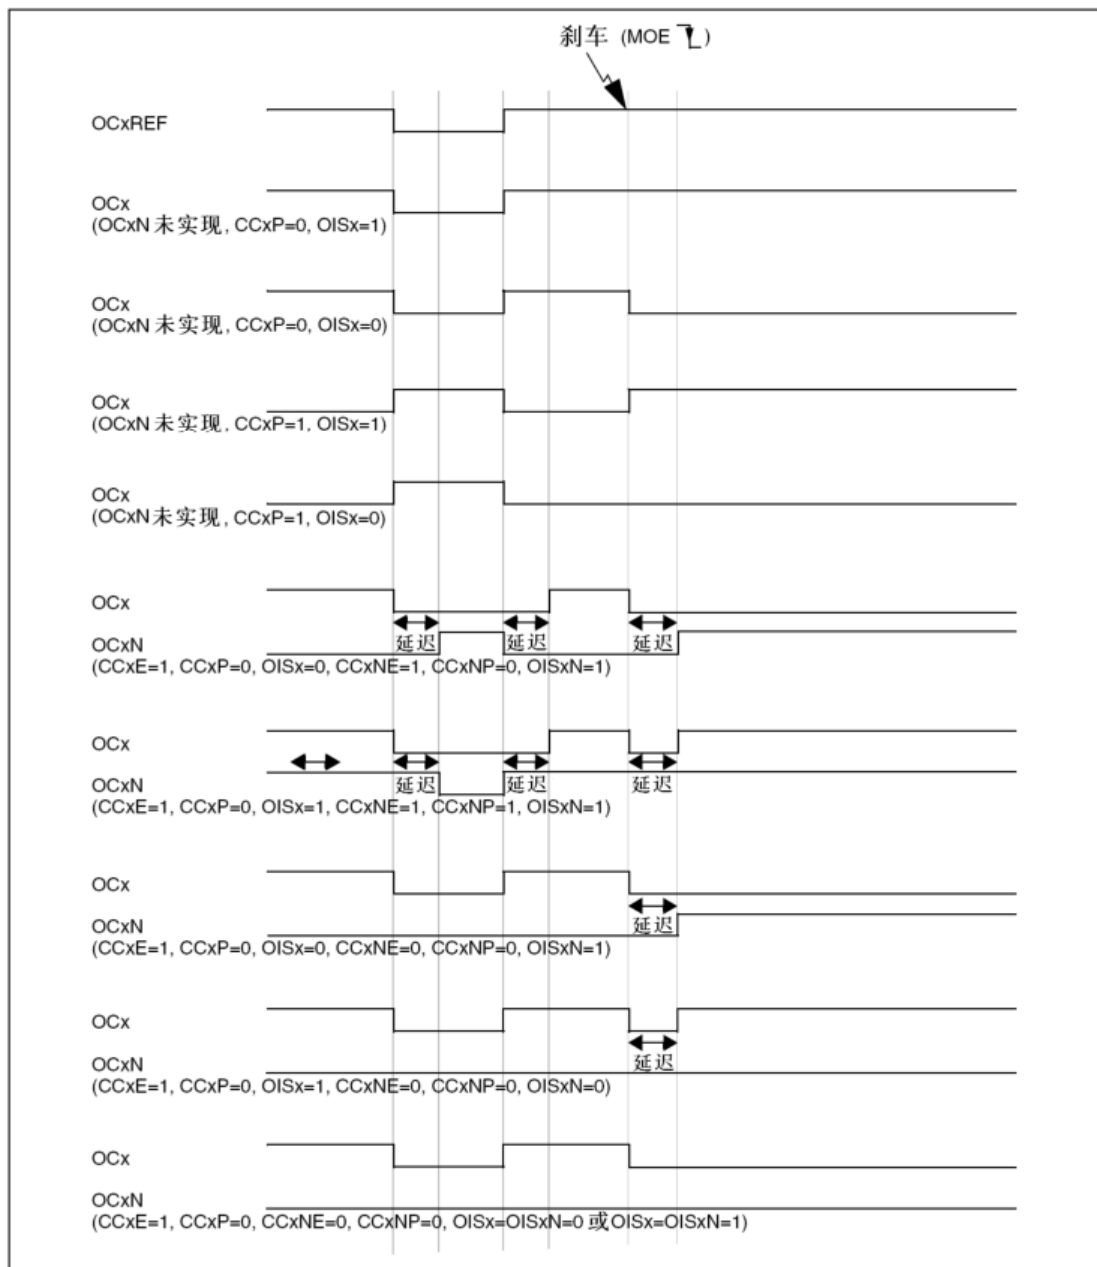 刹车 (MOE)
OCxREF
OCx
(OCxN 未实现, CCxP=0, OISx=1)
OCx
(OCxN 未实现, CCxP=0, OISx=0)
OCx
(OCxN 未实现, CCxP=1, OISx=1)
OCx
(OCxN 未实现, CCxP=1, OISx=0)
OCx
OCxN 延迟 延迟 延迟
(CCxE=1, CCxP=0, OISx=0, CCxNE=1, CCxNP=0, OISxN=1)
OCx
OCxN 延迟 延迟 延迟
(CCxE=1, CCxP=0, OISx=1, CCxNE=1, CCxNP=1, OISxN=1)
OCx
OCxN 延迟
(CCxE=1, CCxP=0, OISx=0, CCxNE=0, CCxNP=0, OISxN=1)
OCx
OCxN 延迟
(CCxE=1, CCxP=0, OISx=1, CCxNE=0, CCxNP=0, OISxN=0)
OCx
OCxN
(CCxE=1, CCxP=0, CCxNE=0, CCxNP=0, OISx=OISxN=0 或OISx=OISxN=1)